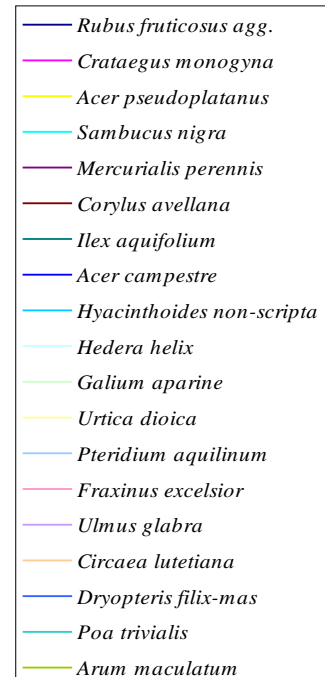 Rubus fruticosus agg.
Crataegus monogyna
Acer pseudoplatanus
Sambucus nigra
Mercurialis perennis
Corylus avellana
Ilex aquifolium
Acer campestre
Hyacinthoides non-scripta
Hedera helix
Galium aparine
Urtica dioica
Pteridium aquilinum
Fraxinus excelsior
Ulmus glabra
Circaea lutetiana
Dryopteris filix-mas
Poa trivialis
Arum maculatum